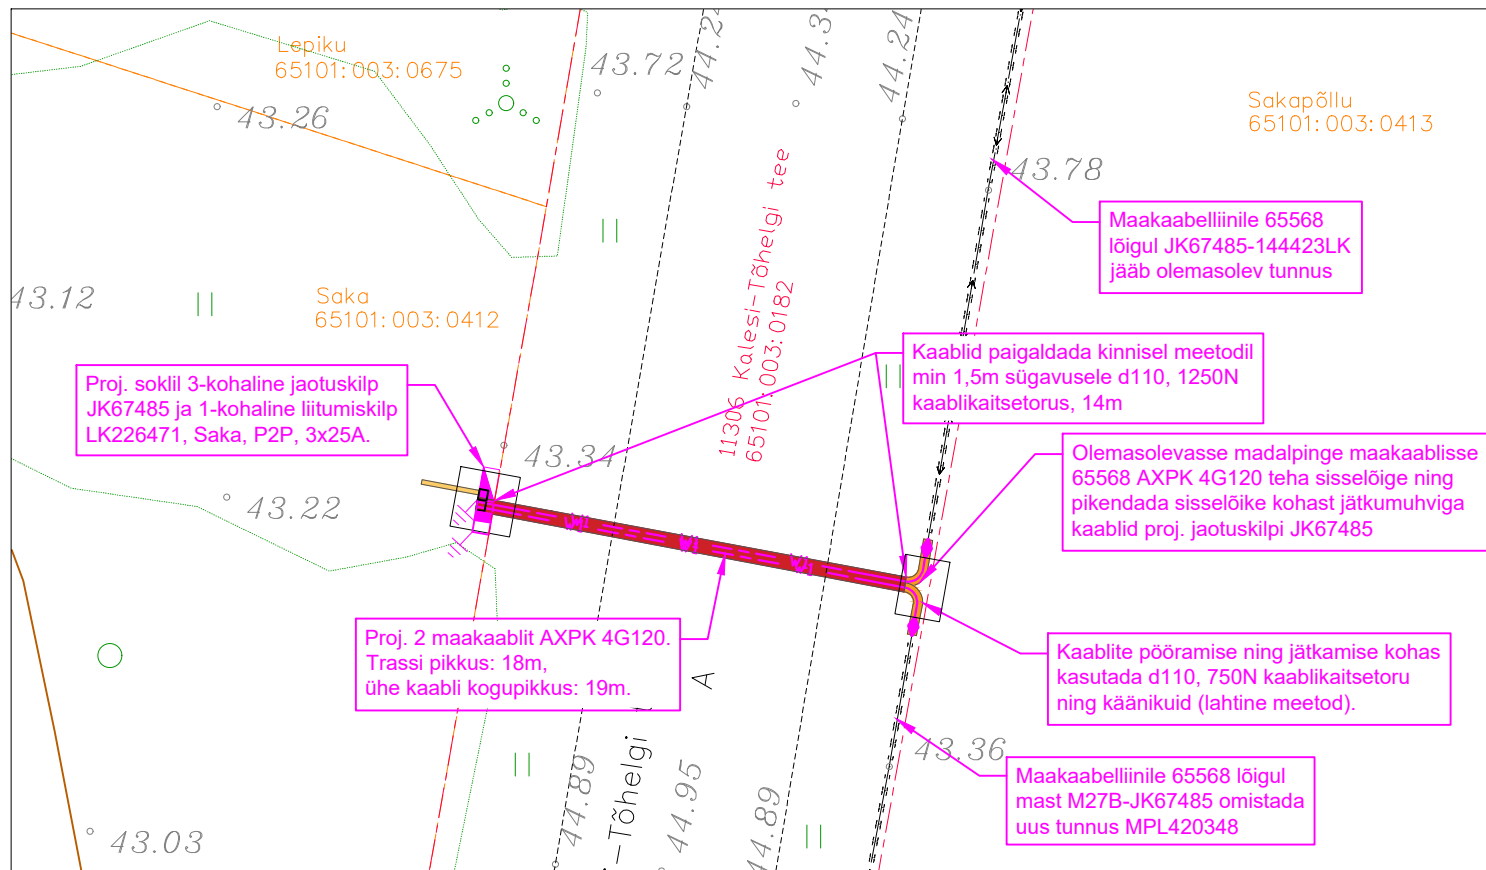 Lepiku
65101:003:0675
43.26
43.72
44.24
44.3
44.24
Sakapõllu
65101:003:0413
43.78
Maakaabelliinile 65568
lõigul JK67485-144423LK
jääb olemasolev tunnus
43.12
Saka
65101:003:0412
11306 Kalesi-Tõhelgi tee
65101:003:0182
Proj. soklil 3-kohaline jaotuskilp
JK67485 ja 1-kohaline liitumiskilp
LK226471, Saka, P2P, 3x25A.
Kaablid paigaldada kinnisel meetodil
min 1,5m sügavusele d110, 1250N
kaablikaitsetorus, 14m
43.34
43.22
Olemasolevasse madalpinge maakaablisse
65568 AXPK 4G120 teha sisselõige ning
pikendada sisselõike kohast jätkumuhviga
kaablid proj. jaotuskilpi JK67485
Proj. 2 maakaablit AXPK 4G120.
Trassi pikkus: 18m,
ühe kaabli kogupikkus: 19m.
A
Kaablite pööramise ning jätkamise kohas
kasutada d110, 750N kaablikaitsetoru
ning käänikuid (lahtine meetod).
43.36
Maakaabelliinile 65568 lõigul
mast M27B-JK67485 omistada
uus tunnus MPL420348
43.03
44.89
-Tõhelgi
44.95
44.89